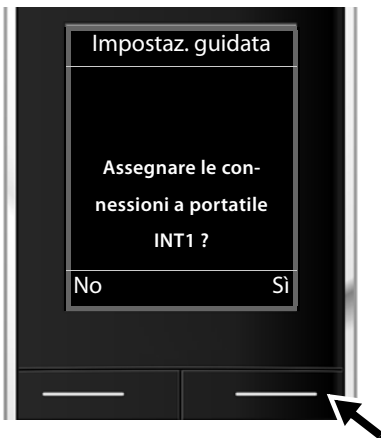 Impostaz. guidata
Assegnare le con-
nessioni a portatile
INT1 ?
No Sì